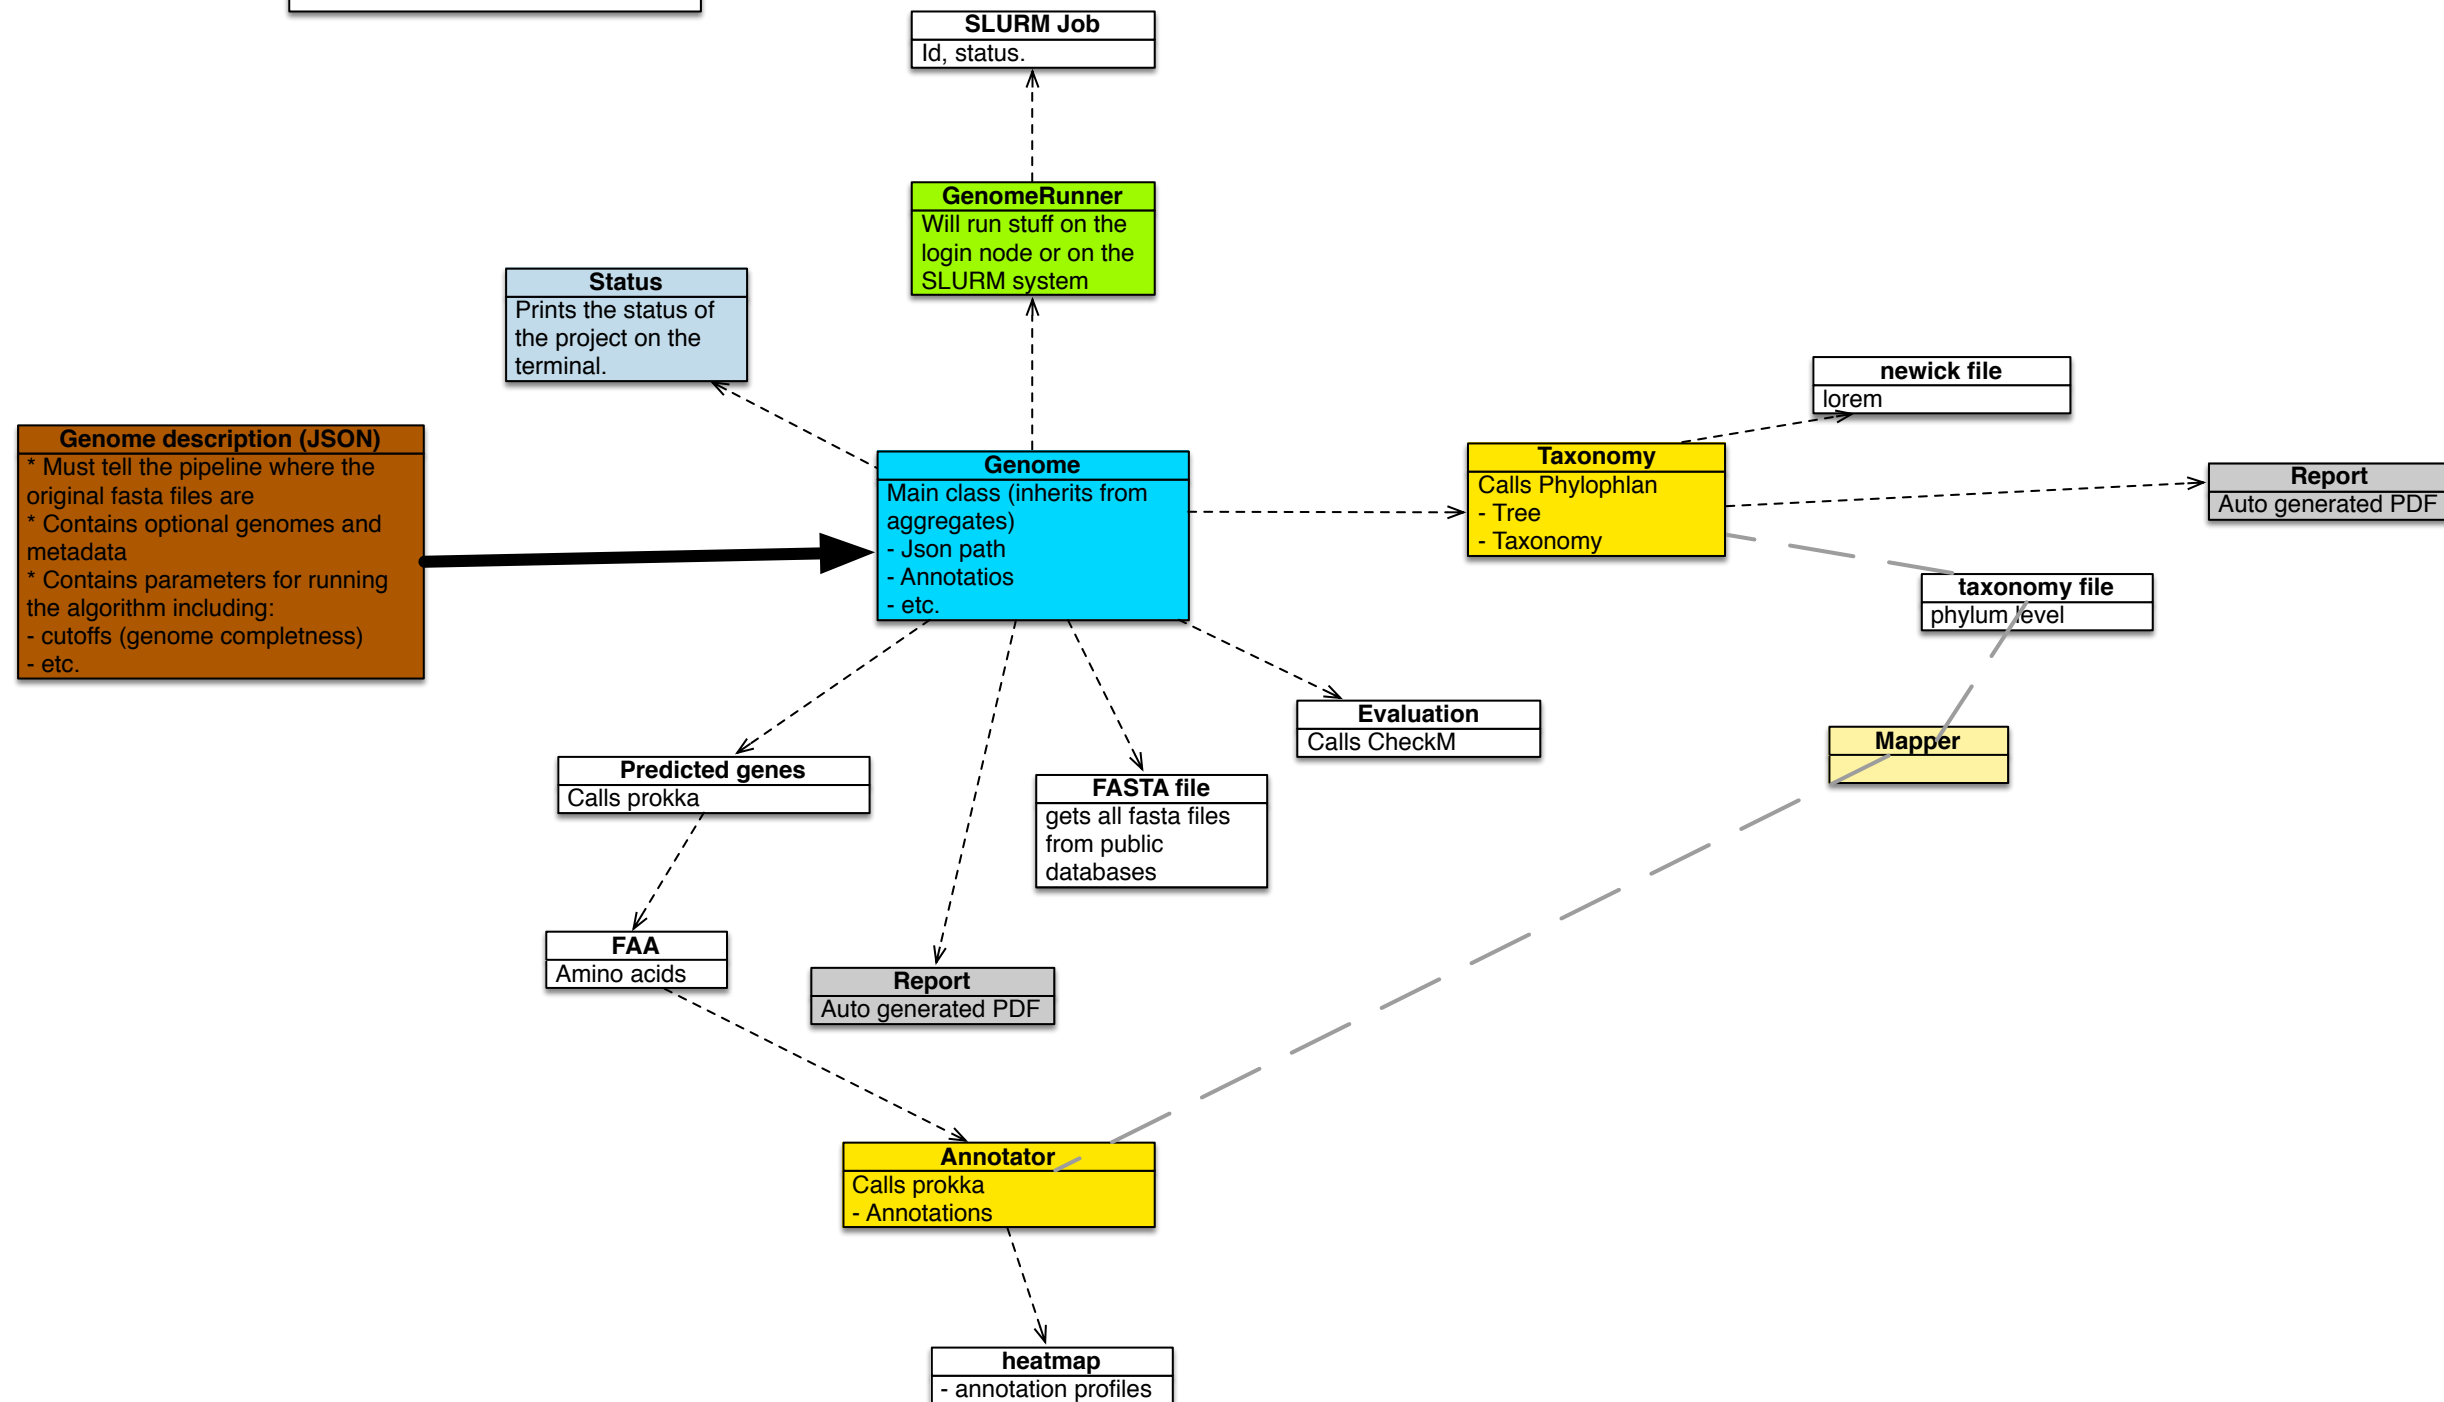 SLURM Job
Id, status.
GenomeRunner
Will run stuff on the
login node or on the
SLURM system
Status
Prints the status of
the project on the
terminal.
newick file
lorem
Genome description (JSON)
* Must tell the pipeline where the
original fasta files are
* Contains optional genomes and
metadata
* Contains parameters for running
the algorithm including:
- cutoffs (genome completness)
- etc.
Genome
Main class (inherits from
aggregates)
- Json path
- Annotatios
- etc.
Taxonomy
Calls Phylophlan
- Tree
- Taxonomy
Report
Auto generated PDF
taxonomy file
phylum level
Evaluation
Calls CheckM
Mapper
Predicted genes
Calls prokka
FASTA file
gets all fasta files
from public
databases
FAA
Amino acids
Report
Auto generated PDF
Annotator
Calls prokka
- Annotations
heatmap
- annotation profiles